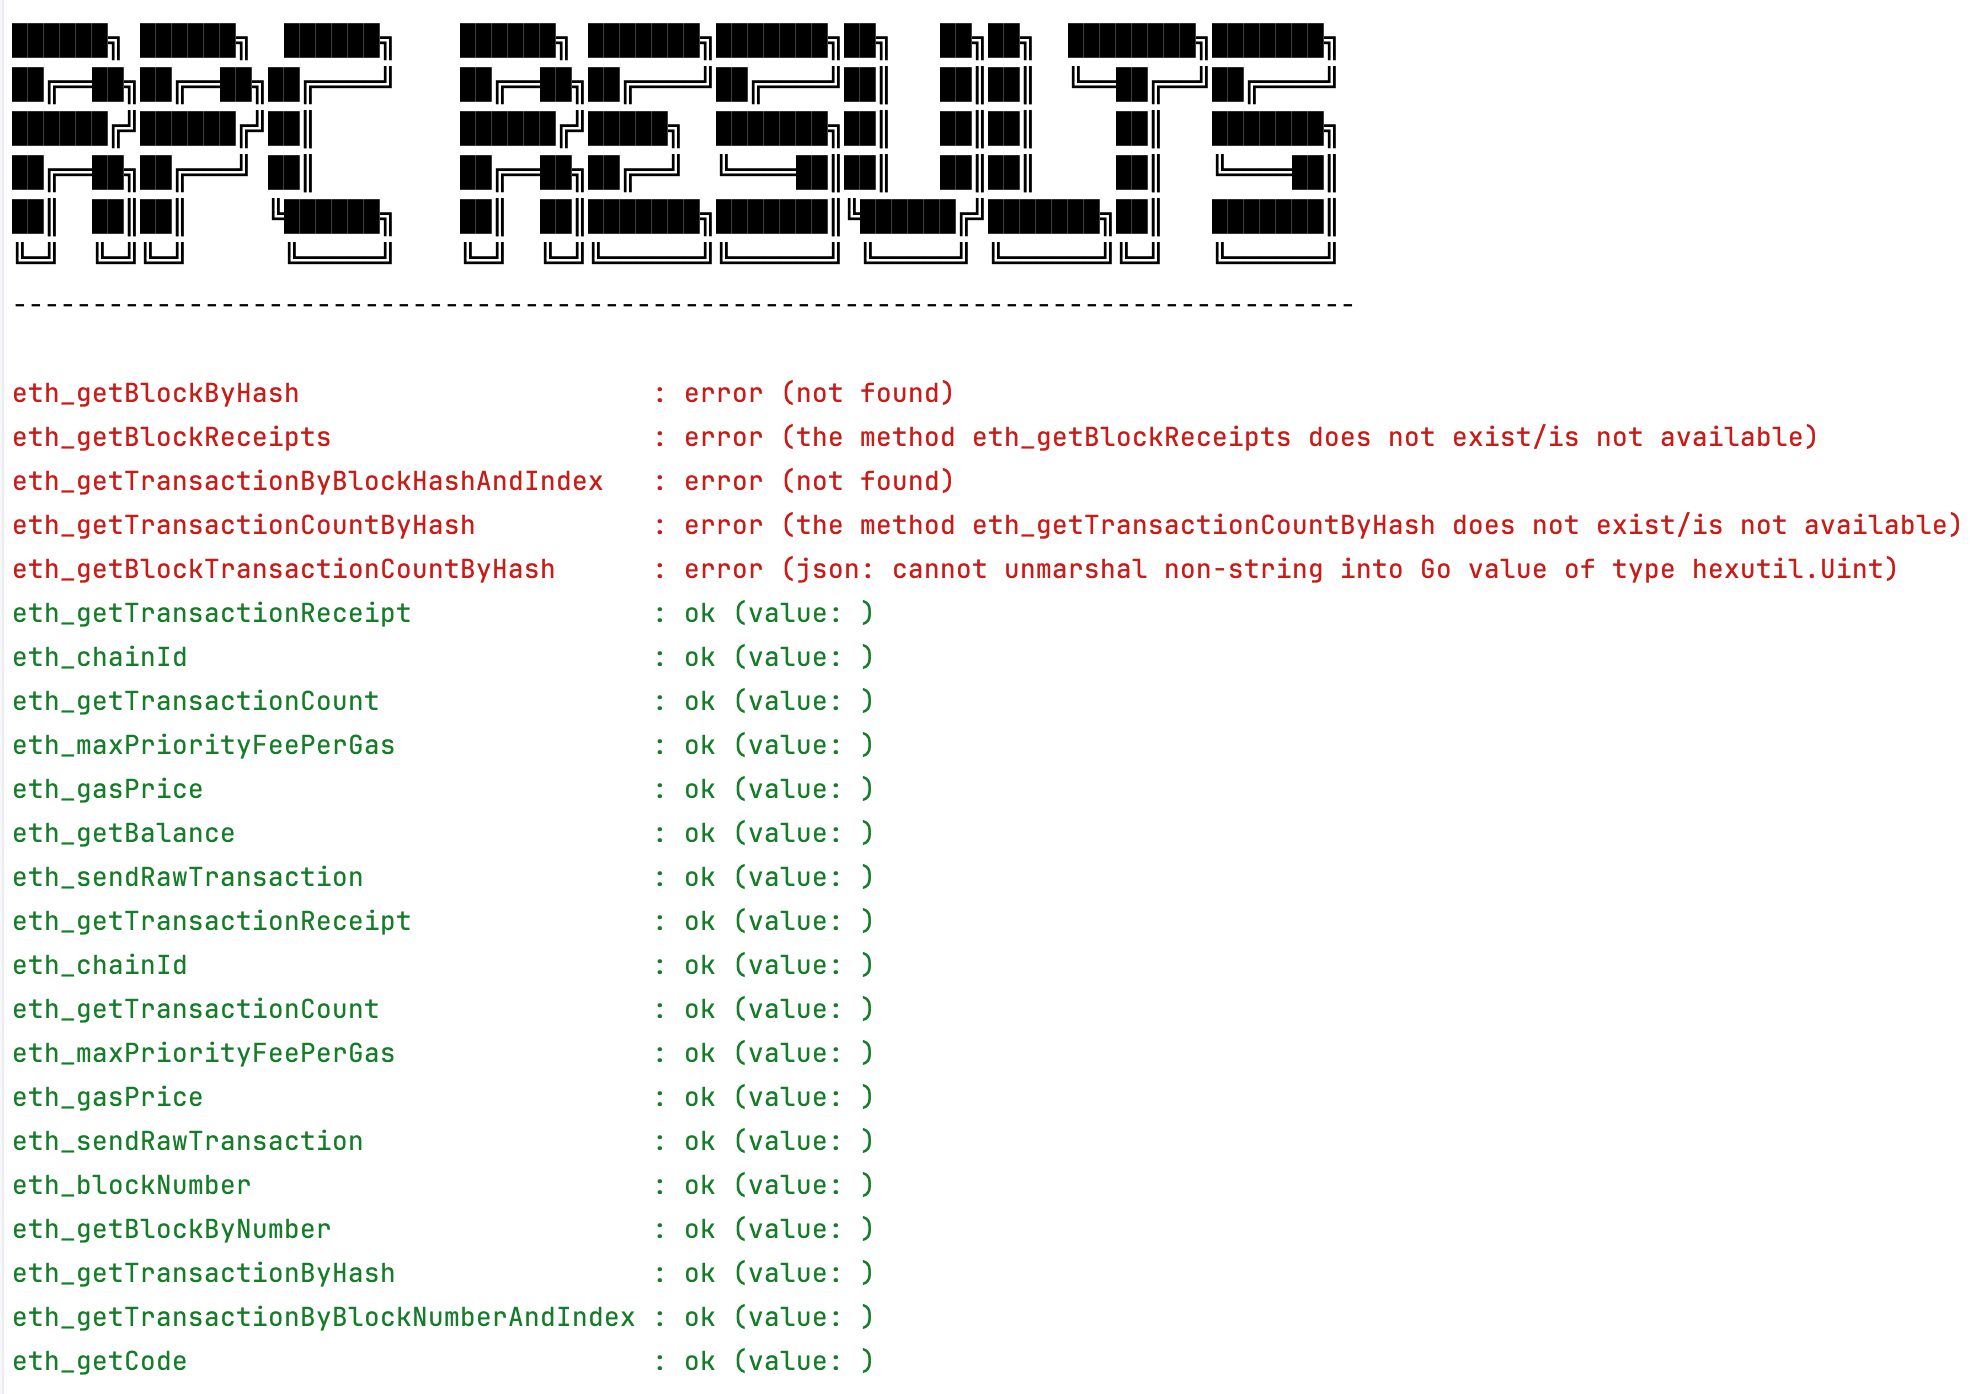 RPC RESULTS
------------------------------------------------------------------------------------
eth_getBlockByHash : error (not found)
eth_getBlockReceipts : error (the method eth_getBlockReceipts does not exist/is not available)
eth_getTransactionByBlockHashAndIndex : error (not found)
eth_getTransactionCountByHash : error (the method eth_getTransactionCountByHash does not exist/is not available)
eth_getBlockTransactionCountByHash : error (json: cannot unmarshal non-string into Go value of type hexutil.Uint)
eth_getTransactionReceipt : ok (value: )
eth_chainId : ok (value: )
eth_getTransactionCount : ok (value: )
eth_maxPriorityFeePerGas : ok (value: )
eth_gasPrice : ok (value: )
eth_getBalance : ok (value: )
eth_sendRawTransaction : ok (value: )
eth_getTransactionReceipt : ok (value: )
eth_chainId : ok (value: )
eth_getTransactionCount : ok (value: )
eth_maxPriorityFeePerGas : ok (value: )
eth_gasPrice : ok (value: )
eth_sendRawTransaction : ok (value: )
eth_blockNumber : ok (value: )
eth_getBlockByNumber : ok (value: )
eth_getTransactionByHash : ok (value: )
eth_getTransactionByBlockNumberAndIndex : ok (value: )
eth_getCode : ok (value: )